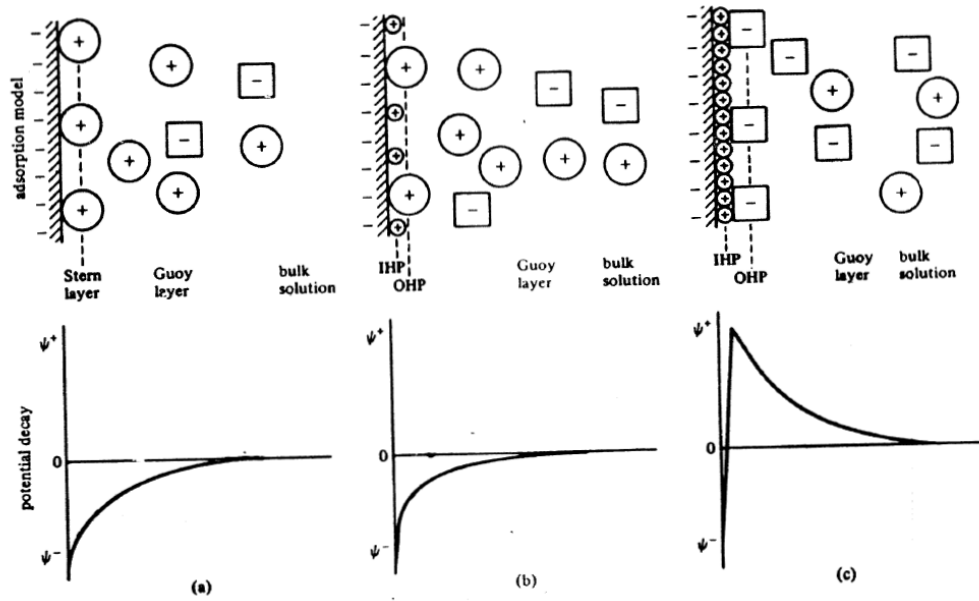 adsorption model
Stern
layer
Guoy
layer
bulk
solution
IHP
OHP
Guoy
layer
bulk
solution
IHP
OHP
Guoy
layer
bulk
solution
potential decay
ψ+
0
ψ−
(a)
ψ+
0
ψ−
(b)
ψ+
0
ψ−
(c)